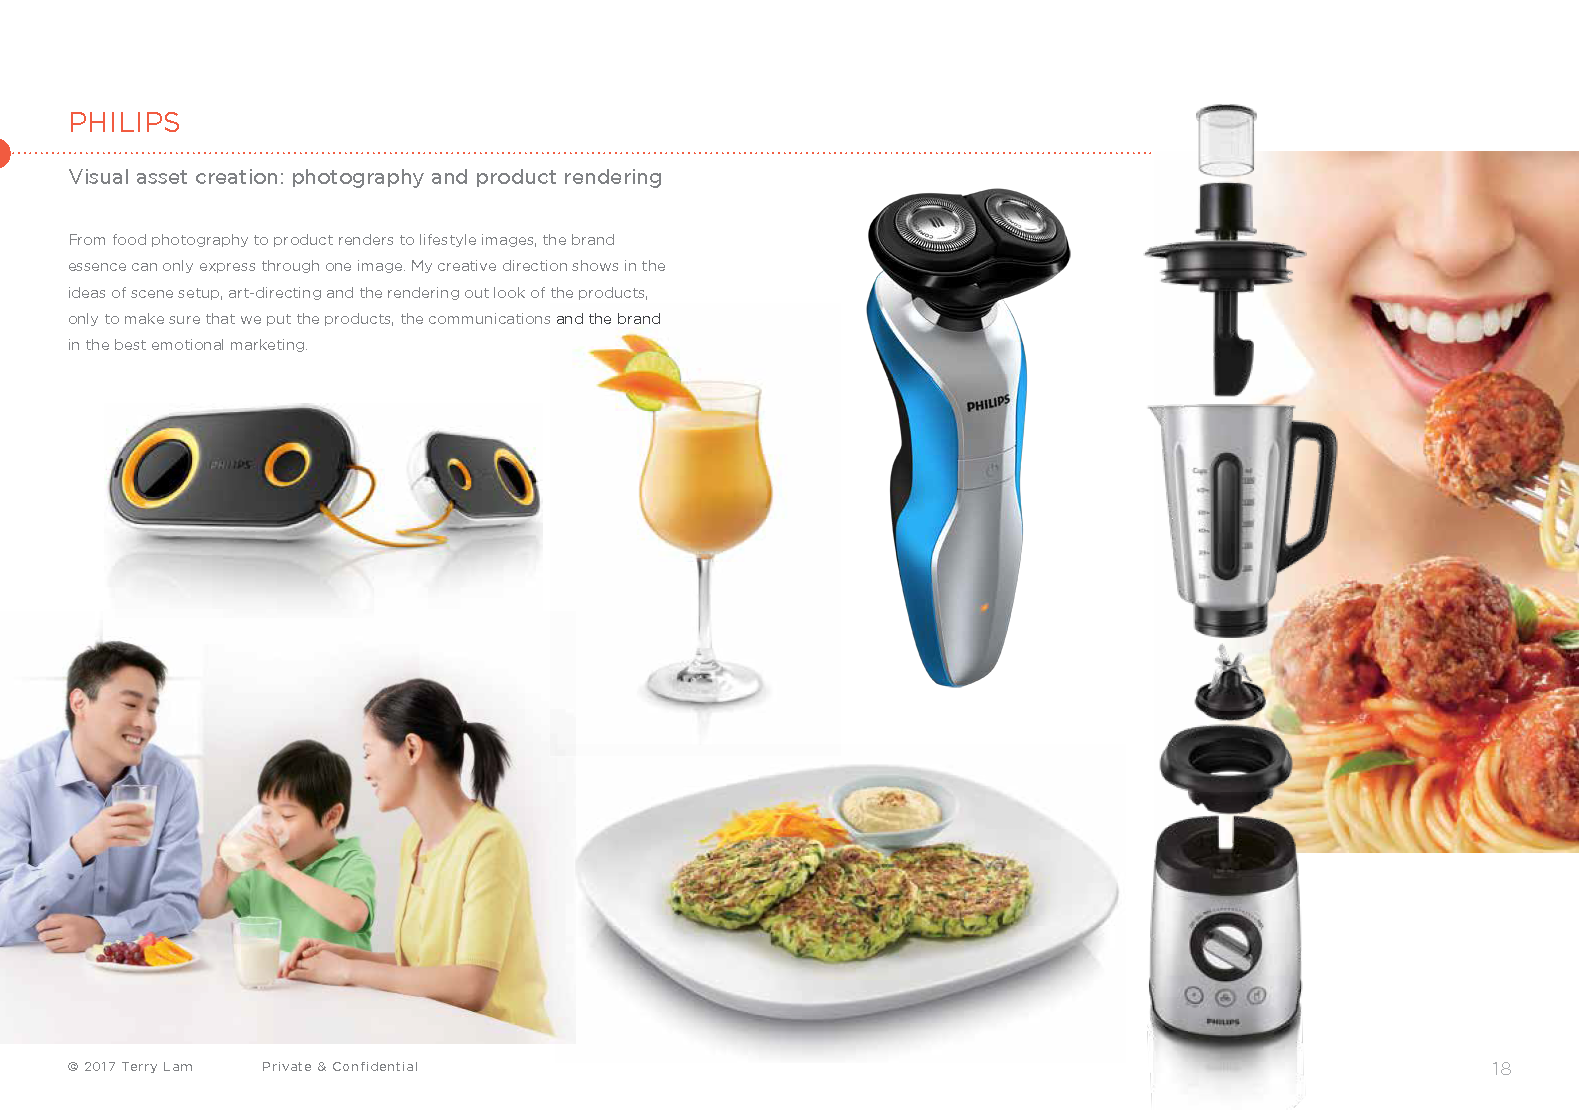 PHILIPS
Visual asset creation: photography and product rendering
From food photography to product renders to lifestyle images, the brand
essence can only express through one image. My creative direction shows in the
ideas of scene setup, art-directing and the rendering out look of the products,
only to make sure that we put the products, the communications and the brand
in the best emotional marketing.
PHILIPS
PHILIPS
Cups
PHILIPS
© 2017 Terry Lam
Private & Confidential
18